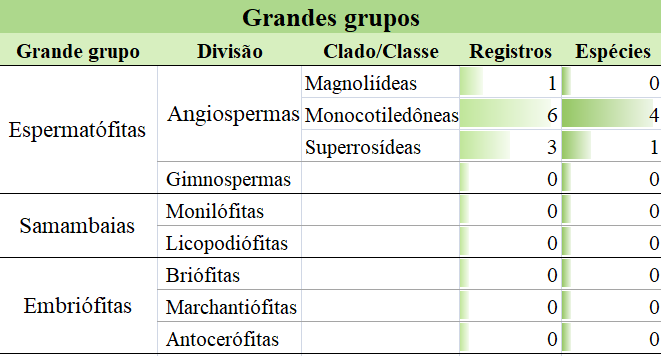 Grandes grupos
Grande grupo Divisão Clado/Classe Registros Espécies
Espermatófitas Angiospermas Magnoliídeas 1 0
Monocotiledôneas 6 4
Superrosídeas 3 1
Gimnospermas 0 0
Samambaias Monilófitas 0 0
Licopodiófitas 0 0
Embriófitas Briófitas 0 0
Marchantiófitas 0 0
Antocerófitas 0 0